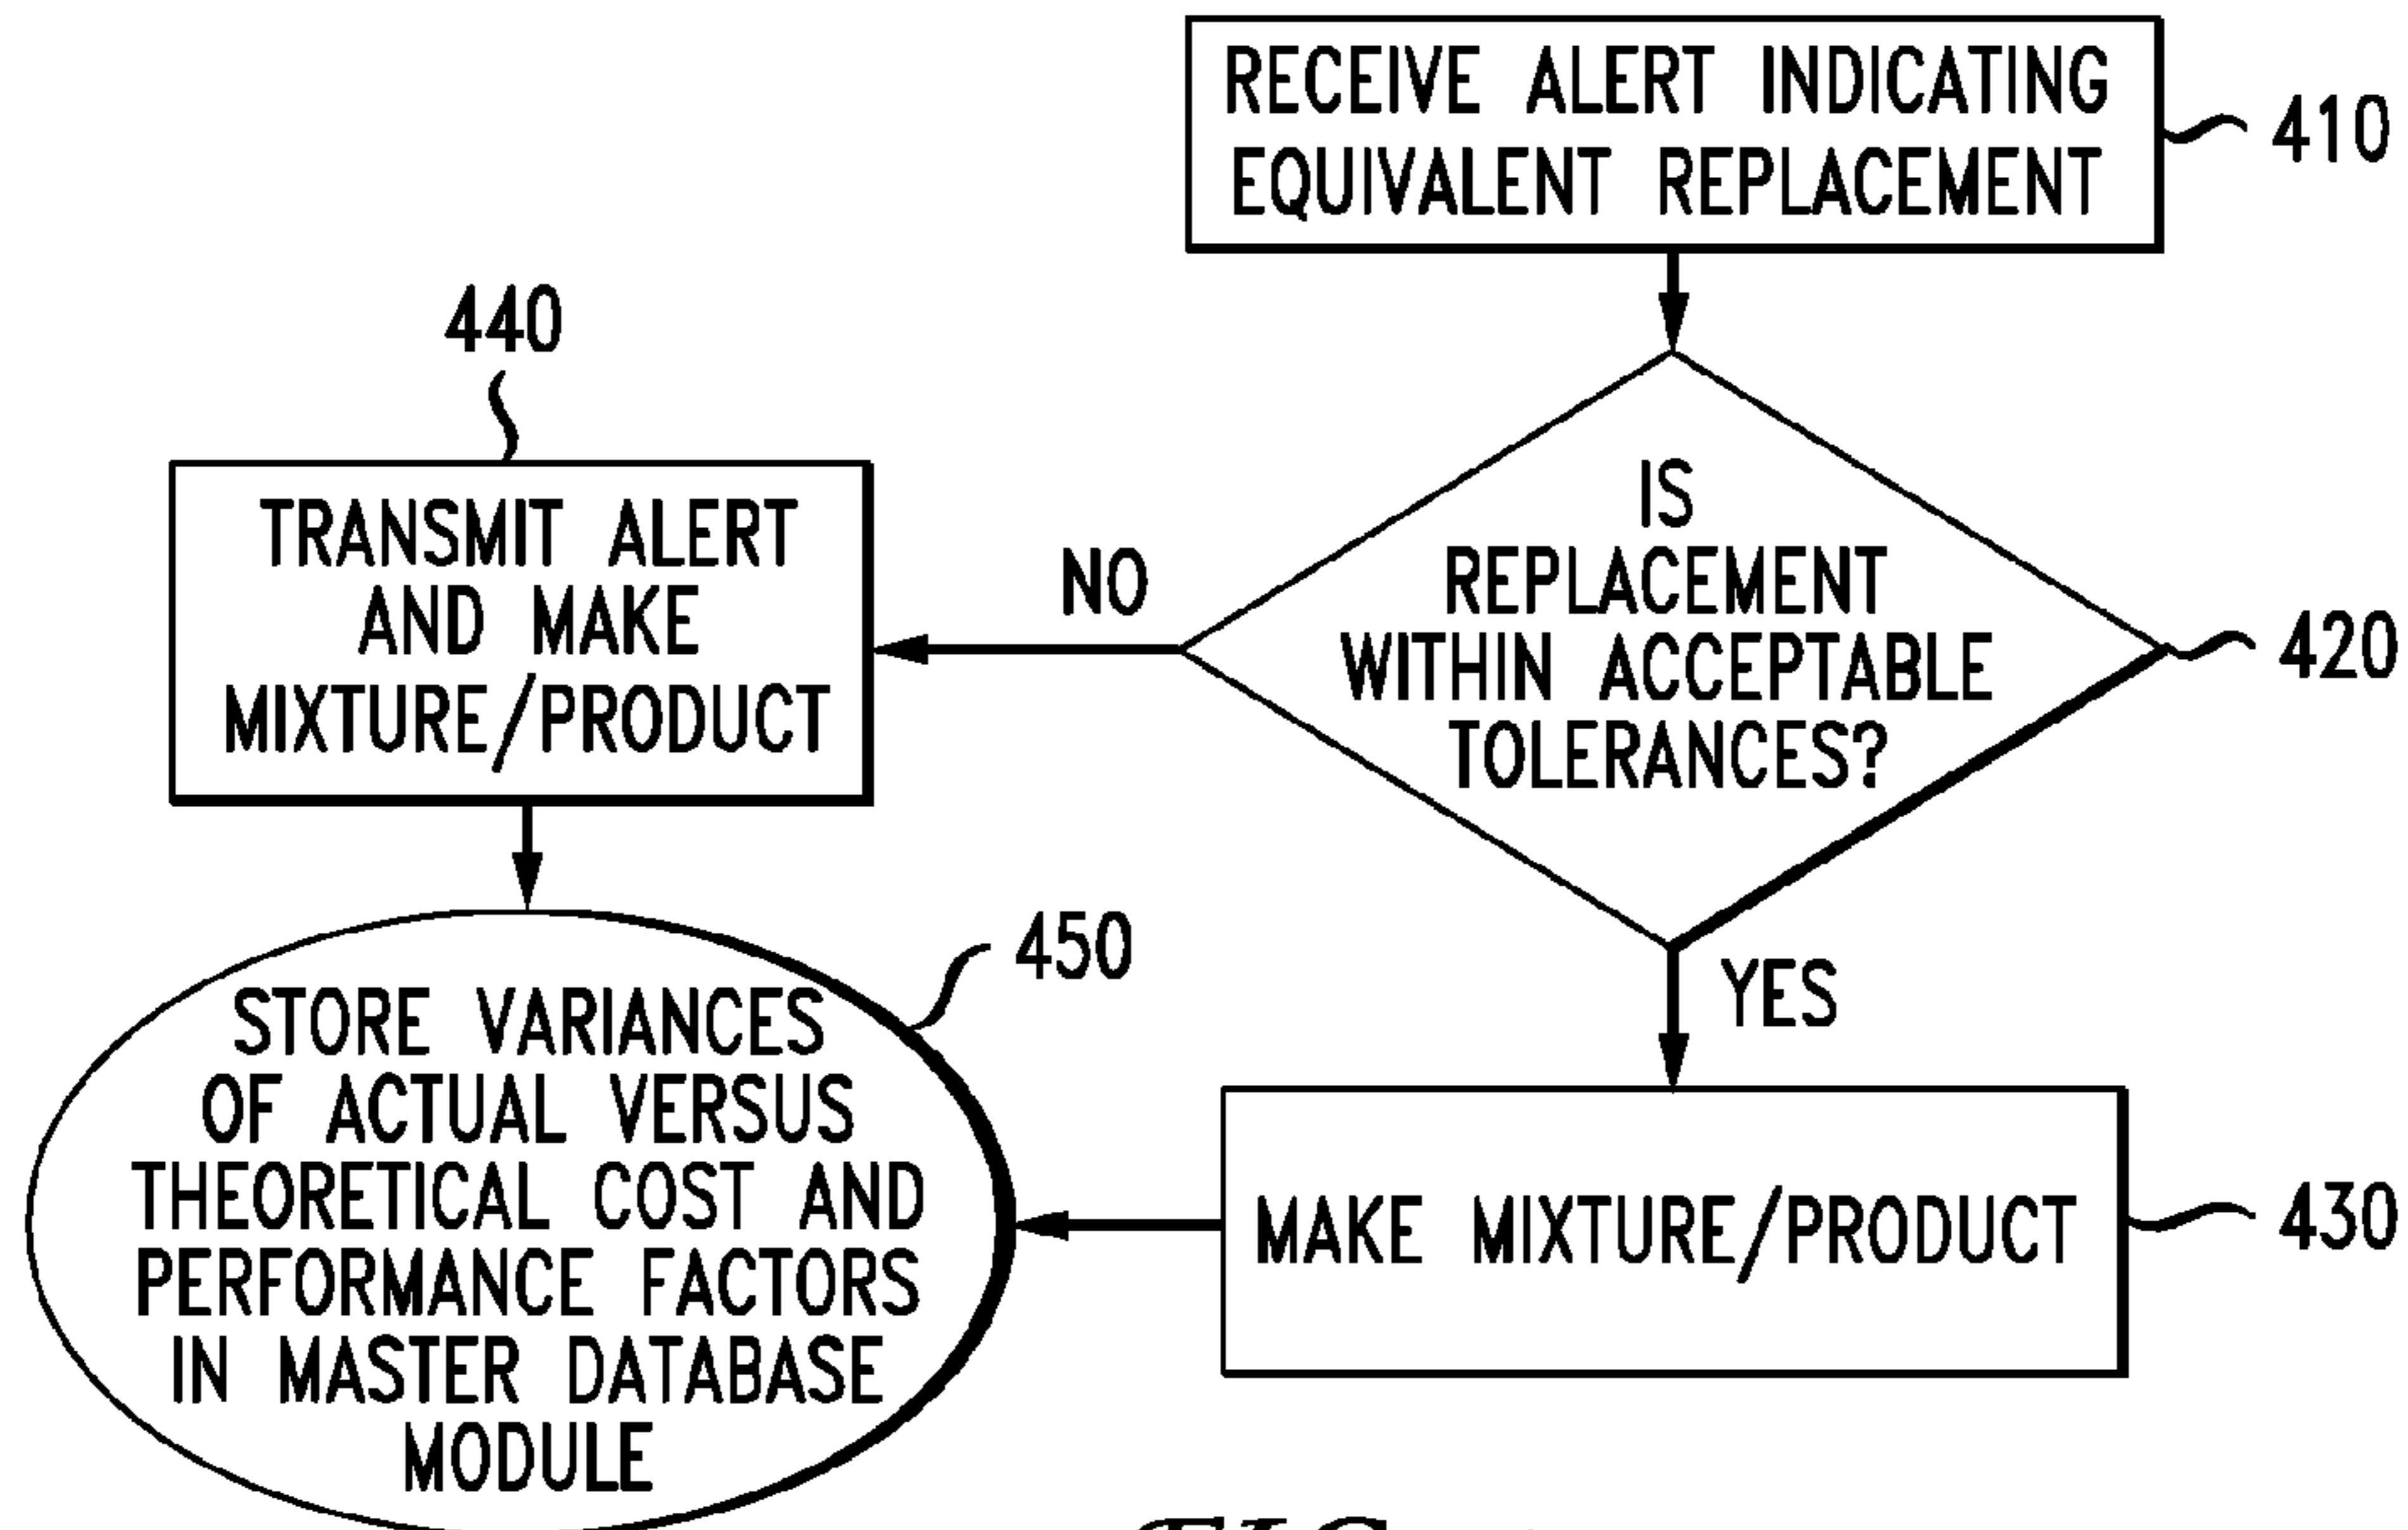 RECEIVE ALERT INDICATING
EQUIVALENT REPLACEMENT
410
440
TRANSMIT ALERT
AND MAKE
MIXTURE/PRODUCT
NO
IS
REPLACEMENT
WITHIN ACCEPTABLE
TOLERANCES?
420
YES
450
STORE VARIANCES
OF ACTUAL VERSUS
THEORETICAL COST AND
PERFORMANCE FACTORS
IN MASTER DATABASE
MODULE
MAKE MIXTURE/PRODUCT
430